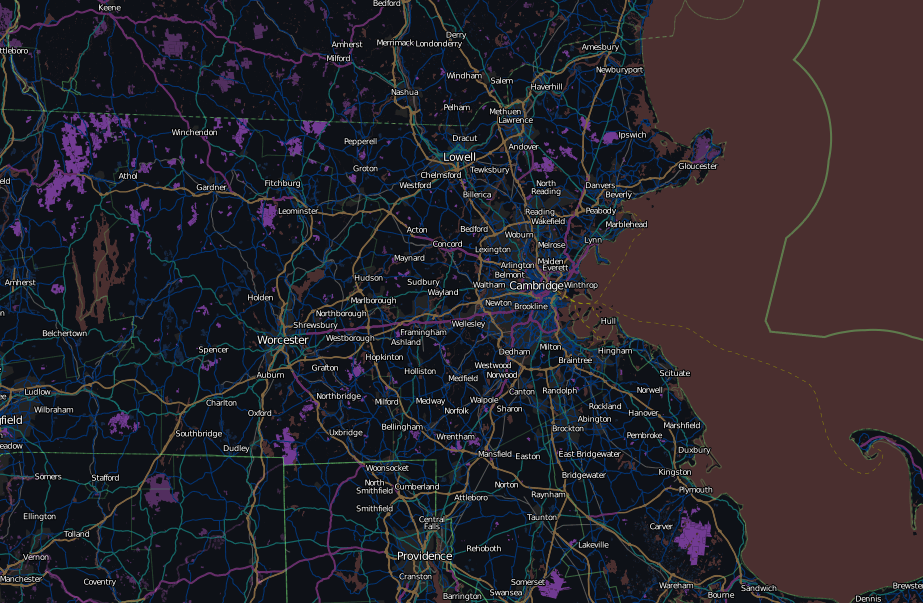 Bedford
Keene
Derry
Amherst
Merrimack
Londonderry
Amesbury
Milford
Newburyport
Windham
Salem
Haverhill
Nashua
Pelham
Methuen
Lawrence
Winchendon
Ipswich
Pepperell
Dracut
Andover
Lowell
Gloucester
Groton
Tewksbury
Athol
Chelmsford
Gardner
Fitchburg
Westford
North
Reading
Danvers
Billerica
Beverly
Leominster
Reading
Peabody
Wakefield
Marblehead
Acton
Bedford
Woburn
Lynn
Concord
Lexington
Melrose
Maynard
Arlington
Malden
Everett
Belmont
Hudson
Amherst
Sudbury
Waltham
Cambridge
Winthrop
Wayland
Holden
Marlborough
Newton
Brookline
Northborough
Hull
Shrewsbury
Wellesley
Belchertown
Framingham
Worcester
Westborough
Ashland
Spencer
Milton
Dedham
Hingham
Hopkinton
Braintree
Grafton
Westwood
Auburn
Holliston
Norwood
Scituate
Medfield
Ludlow
Canton
Randolph
Norwell
Northbridge
Charlton
Milford
Medway
Walpole
Wilbraham
Norfolk
Sharon
Rockland
Oxford
Hanover
field
Abington
Bellingham
Marshfield
Southbridge
Uxbridge
Brockton
Wrentham
Pembroke
eadow
Dudley
Duxbury
Mansfield
Easton
East Bridgewater
Woonsocket
Kingston
Somers
Stafford
Bridgewater
North
Smithfield
Cumberland
Norton
Plymouth
Attleboro
Raynham
Smithfield
Ellington
Central
Falls
Taunton
Carver
Tolland
Lakeville
Rehoboth
Vernon
Providence
Manchester
Coventry
Cranston
Somerset
Wareham
Sandwich
Brewster
Swansea
Bourne
Barrington
Dennis